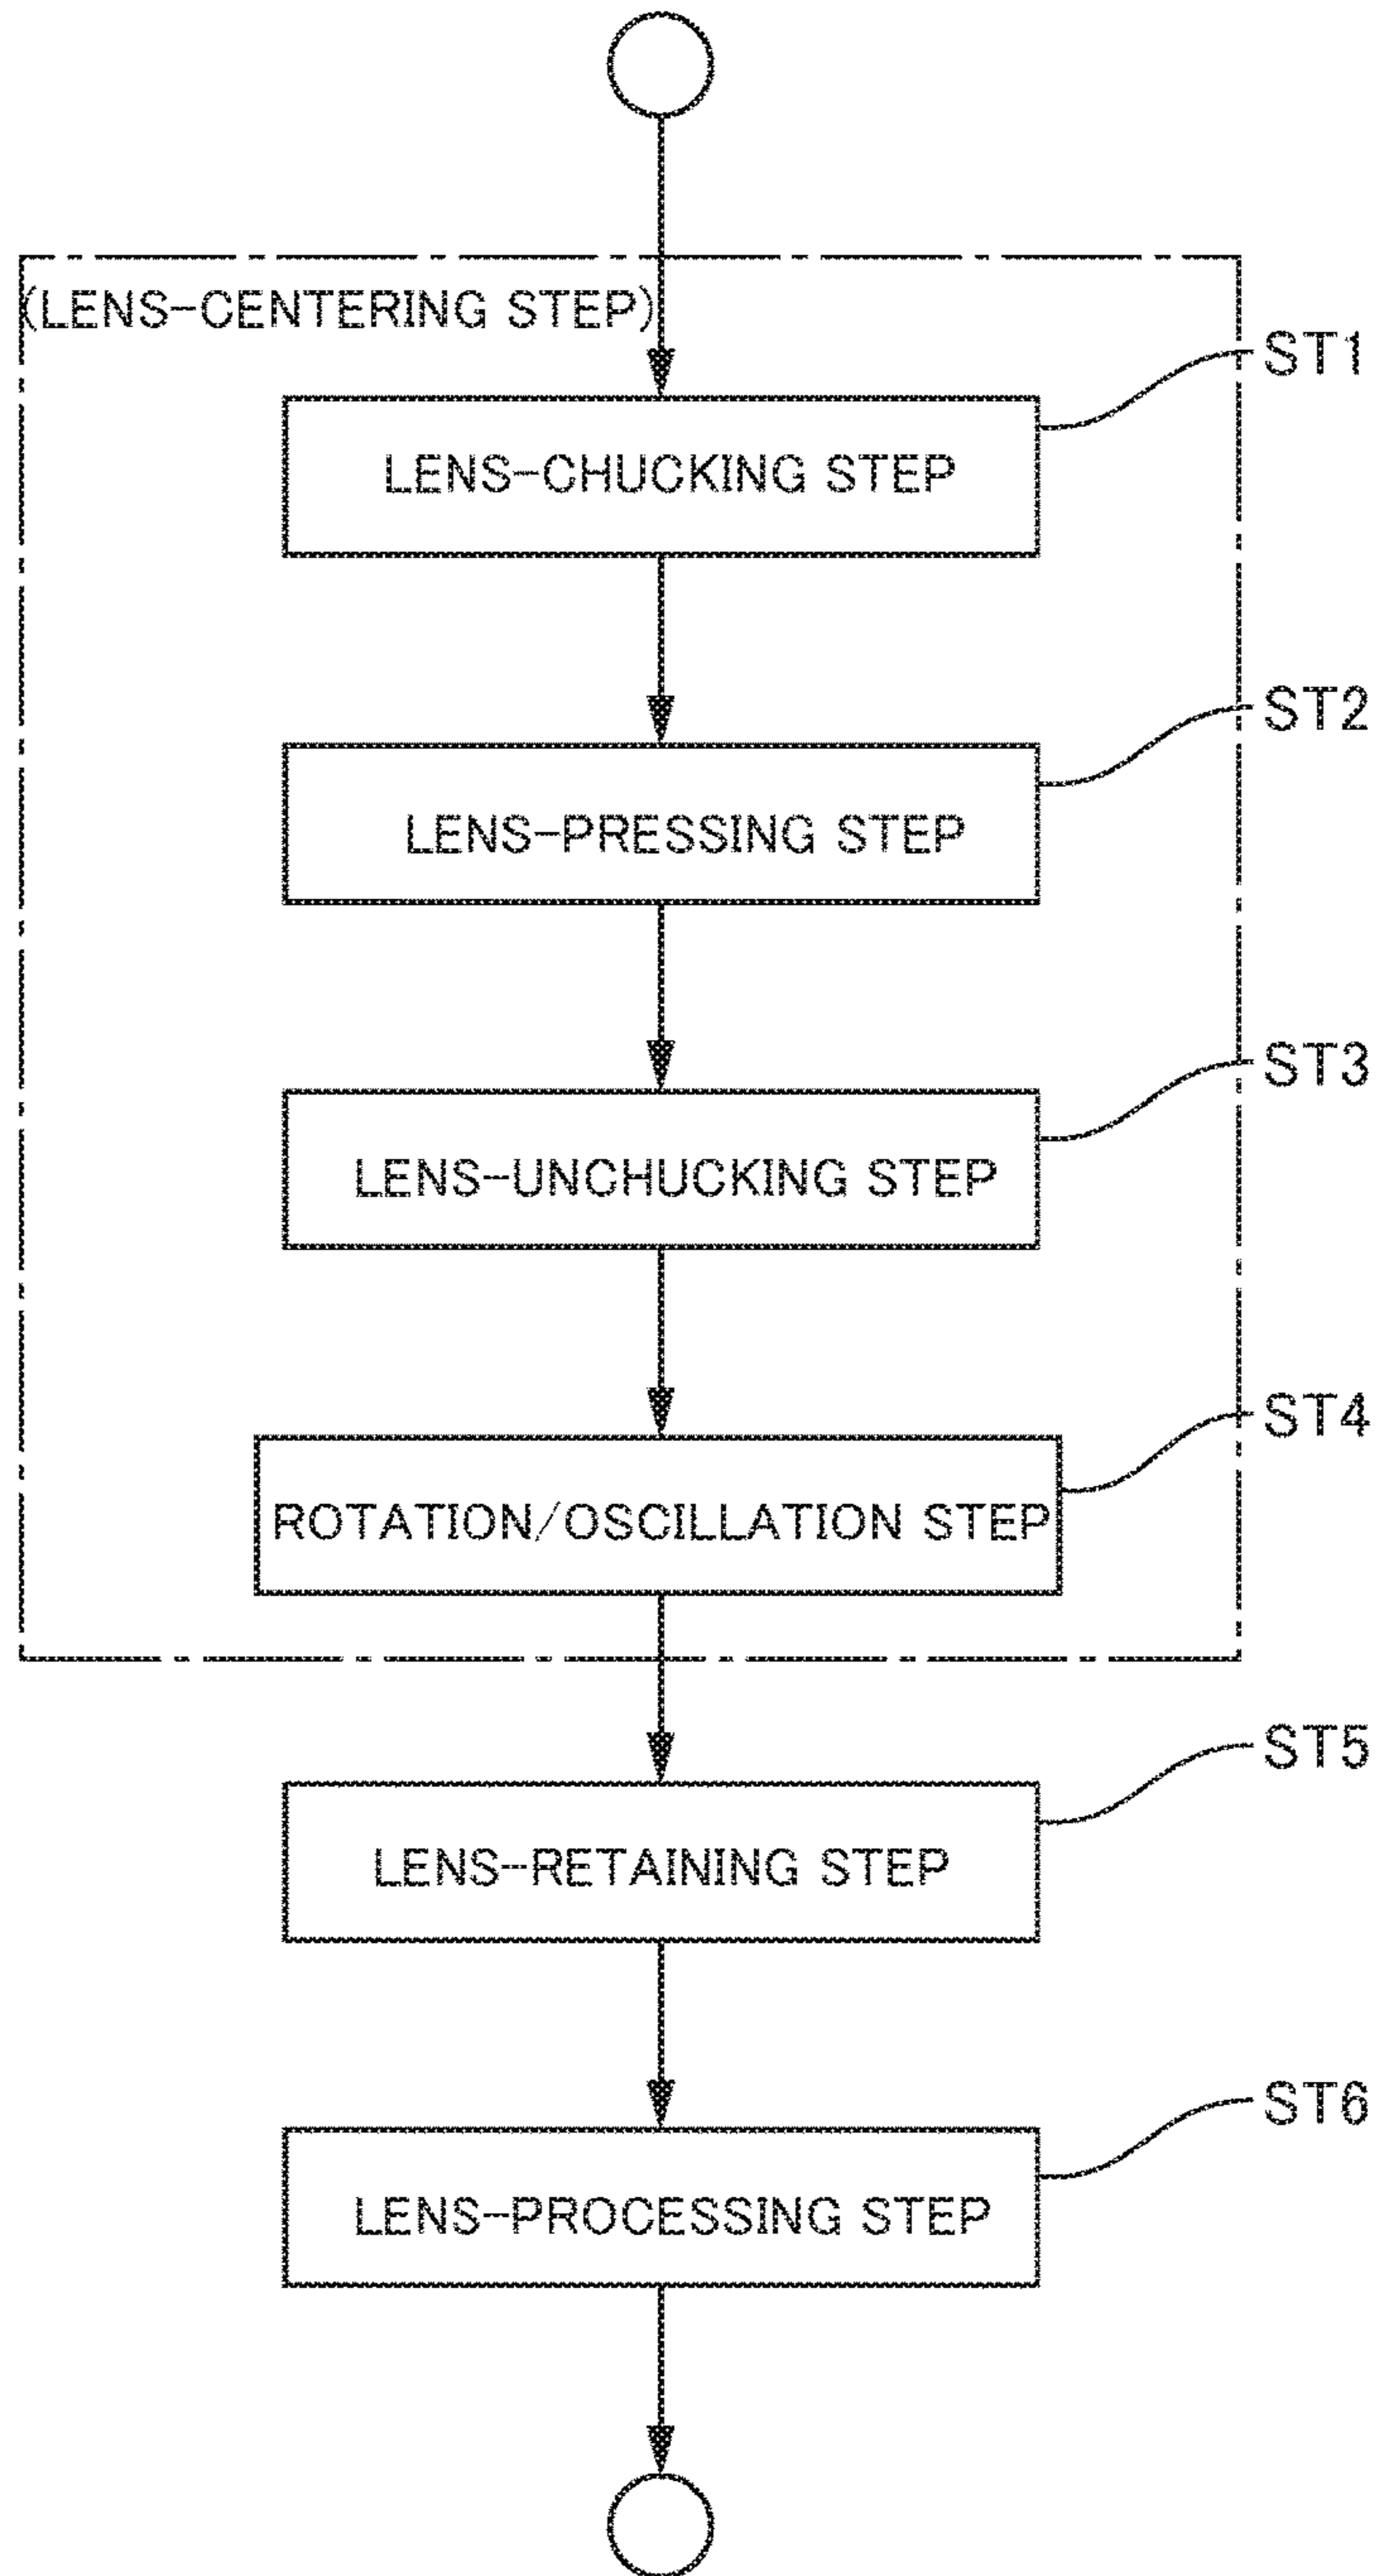 (LENS-CENTERING STEP)
ST1
LENS-CHUCKING STEP
ST2
LENS-PRESSING STEP
ST3
LENS-UNCHUCKING STEP
ST4
ROTATION/OSCILLATION STEP
ST5
LENS-RETAINING STEP
ST6
LENS-PROCESSING STEP